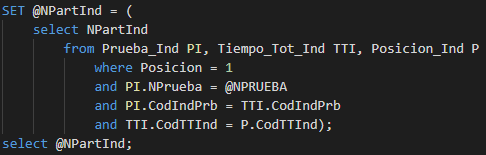 SET @NPartInd = (
select NPartInd
from Prueba_Ind PI, Tiempo_Tot_Ind TTI, Posicion_Ind P
where Posicion = 1
and PI.NPrueba = @NPRUEBA
and PI.CodIndPrb = TTI.CodIndPrb
and TTI.CodTTInd = P.CodTTInd);
select @NPartInd;